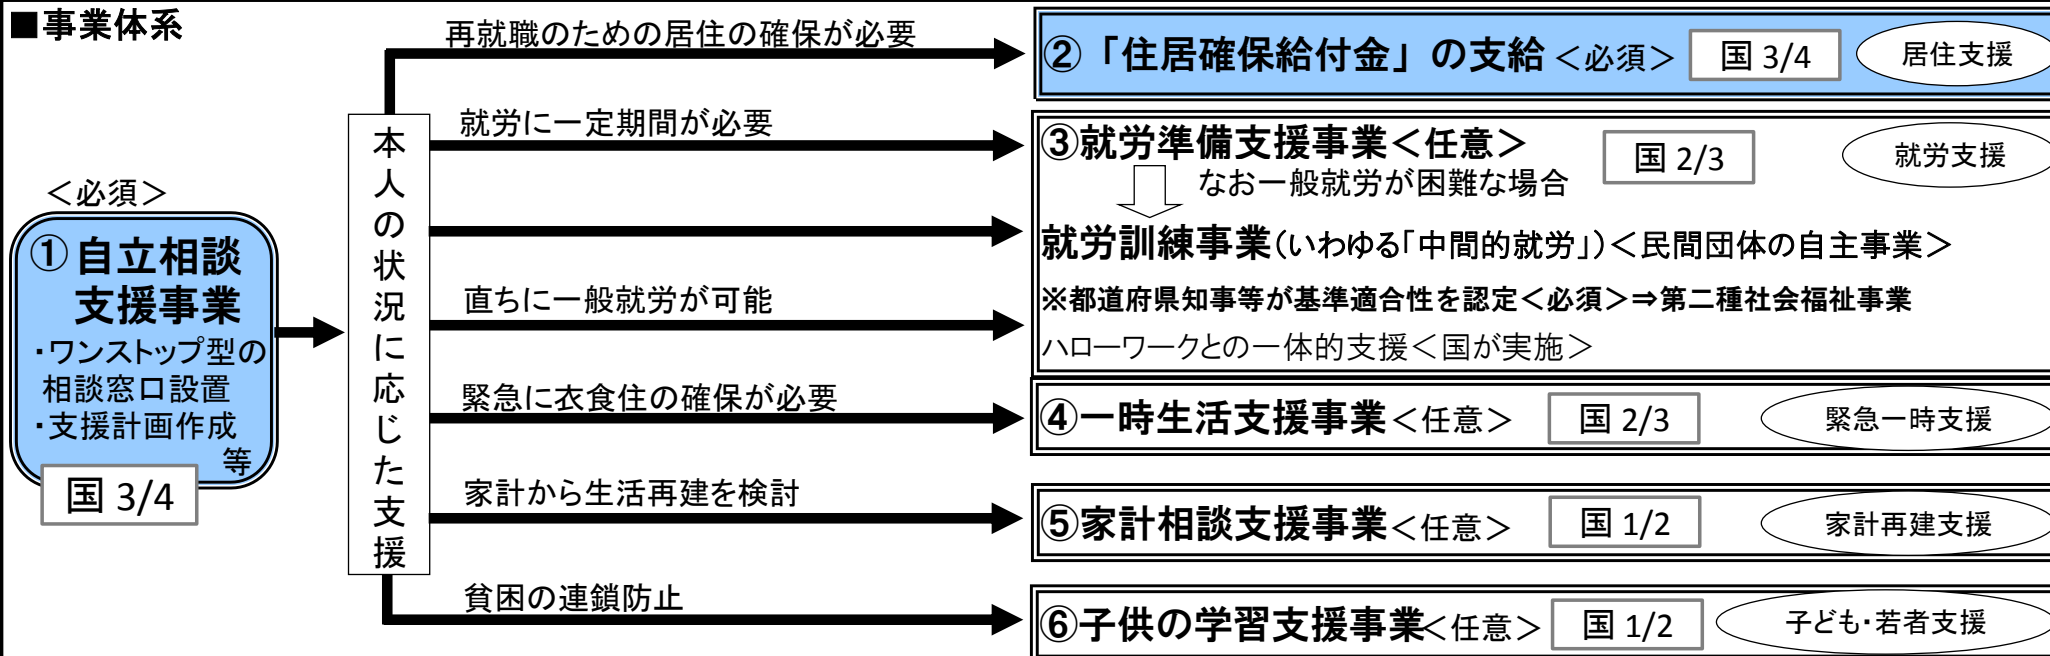 ■事業体系
<必須>
①自立相談
支援事業
・ワンストップ型の
相談窓口設置
・支援計画作成
等
国 3/4
本人の状況に応じた支援
再就職のための居住の確保が必要
②「住居確保給付金」の支給<必須> 国 3/4 居住支援
就労に一定期間が必要
③就労準備支援事業<任意> 国 2/3 就労支援
なお一般就労が困難な場合
就労訓練事業(いわゆる「中間的就労」)<民間団体の自主事業>
※都道府県知事等が基準適合性を認定<必須>⇒第二種社会福祉事業
直ちに一般就労が可能
ハローワークとの一体的支援<国が実施>
緊急に衣食住の確保が必要
④一時生活支援事業<任意> 国 2/3 緊急一時支援
家計から生活再建を検討
⑤家計相談支援事業<任意> 国 1/2 家計再建支援
貧困の連鎖防止
⑥子供の学習支援事業<任意> 国 1/2 子ども・若者支援